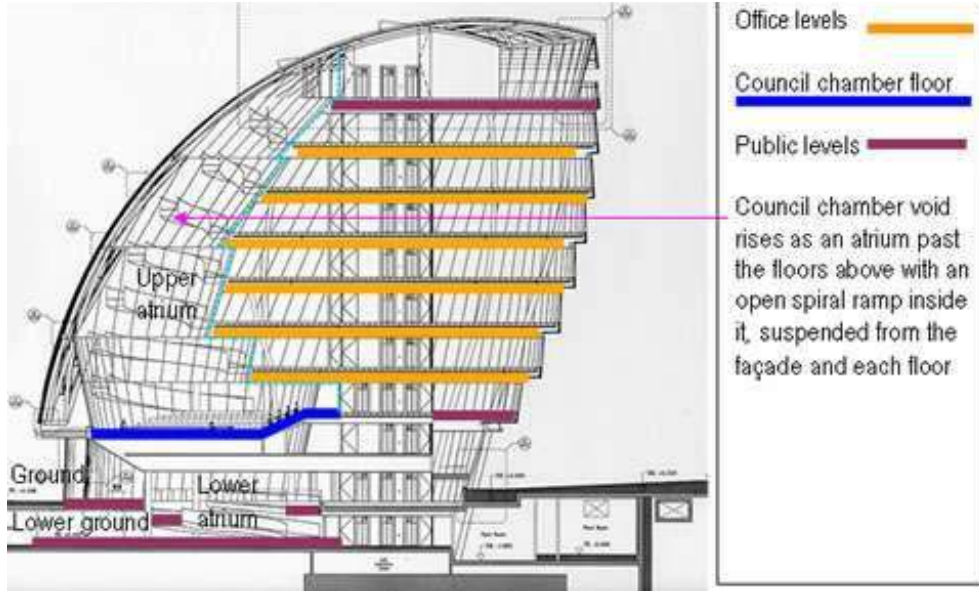 Office levels
Council chamber floor
Public levels
Council chamber void
rises as an atrium past
the floors above with an
open spiral ramp inside
it, suspended from the
façade and each floor
Upper
atrium
Ground
Lower
atrium
Lower ground